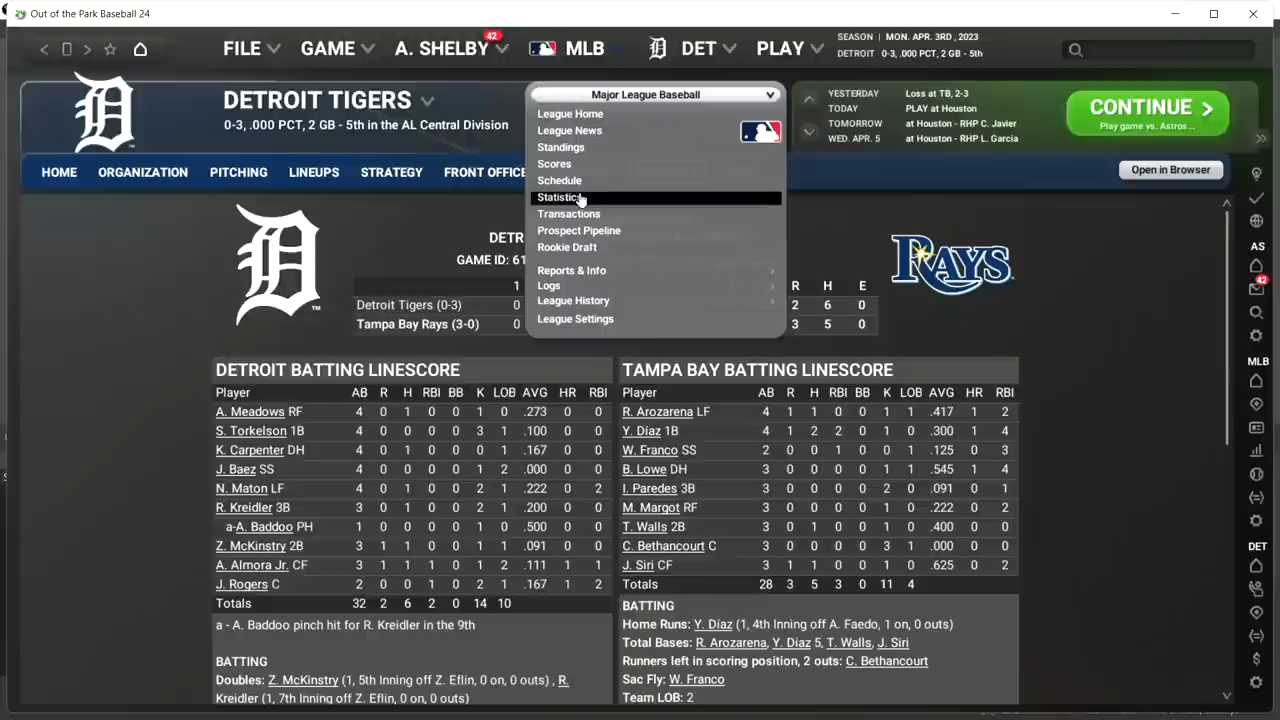 Out of the Park Baseball 24
FILE GAME A. SHELBY 42 MLB DET PLAY
SEASON | MON. APR. 3RD , 2023
DETROIT 0-3, .000 PCT, 2 GB - 5th
DETROIT TIGERS
0-3, .000 PCT, 2 GB - 5th in the AL Central Division
Major League Baseball
League Home
League News
Standings
Scores
Schedule
Statistics
Transactions
Prospect Pipeline
Rookie Draft
Reports & Info
Logs
League History
League Settings
YESTERDAY Loss at TB, 2-3
TODAY PLAY at Houston
TOMORROW at Houston - RHP C. Javier
WED. APR. 5 at Houston - RHP L. Garcia
CONTINUE
Play game vs. Astros...
HOME ORGANIZATION PITCHING LINEUPS STRATEGY FRONT OFFICE
Open in Browser
DETR
GAME ID: 61
RAYS
1 R H E
Detroit Tigers (0-3) 0 2 6 0
Tampa Bay Rays (3-0) 0 3 5 0
DETROIT BATTING LINESCORE
Player AB R H RBI BB K LOB AVG HR RBI
A. Meadows RF 4 0 1 0 0 1 0 .273 0 0
S. Torkelson 1B 4 0 1 0 0 3 1 .100 0 0
K. Carpenter DH 4 0 1 0 0 0 1 .167 0 0
J. Baez SS 4 0 0 0 0 1 2 .000 0 0
N. Maton LF 4 0 1 0 0 2 1 .222 0 2
R. Kreidler 3B 3 0 1 0 0 2 1 .200 0 0
a-A. Baddoo PH 1 0 0 0 0 1 0 .500 0 0
Z. McKinstry 2B 3 1 1 0 0 1 1 .091 0 0
A. Almora Jr. CF 3 1 1 1 0 1 2 .111 1 1
J. Rogers C 2 0 0 1 0 2 1 .167 1 2
Totals 32 2 6 2 0 14 10
a - A. Baddoo pinch hit for R. Kreidler in the 9th
BATTING
Doubles: Z. McKinstry (1, 5th Inning off Z. Eflin, 0 on, 0 outs) , R.
Kreidler (1, 7th Inning off Z. Eflin, 0 on, 0 outs)
TAMPA BAY BATTING LINESCORE
Player AB R H RBI BB K LOB AVG HR RBI
R. Arozarena LF 4 1 1 0 0 1 1 .417 1 2
Y. Díaz 1B 4 1 2 2 0 1 0 .300 1 4
W. Franco SS 2 0 0 1 0 0 1 .125 0 3
B. Lowe DH 3 0 0 0 0 1 1 .545 1 4
I. Paredes 3B 3 0 0 0 0 2 0 .091 0 1
M. Margot RF 3 0 0 0 0 1 0 .222 0 2
T. Walls 2B 3 0 1 0 0 1 0 .400 0 0
C. Bethancourt C 3 0 0 0 0 3 1 .000 0 0
J. Siri CF 3 1 1 0 0 1 0 .625 0 2
Totals 28 3 5 3 0 11 4
BATTING
Home Runs: Y. Díaz (1, 4th Inning off A. Faedo, 1 on, 0 outs)
Total Bases: R. Arozarena, Y. Diaz 5, T. Walls, J. Siri
Runners left in scoring position, 2 outs: C. Bethancourt
Sac Fly: W. Franco
Team LOB: 2
AS
42
MLB
DET